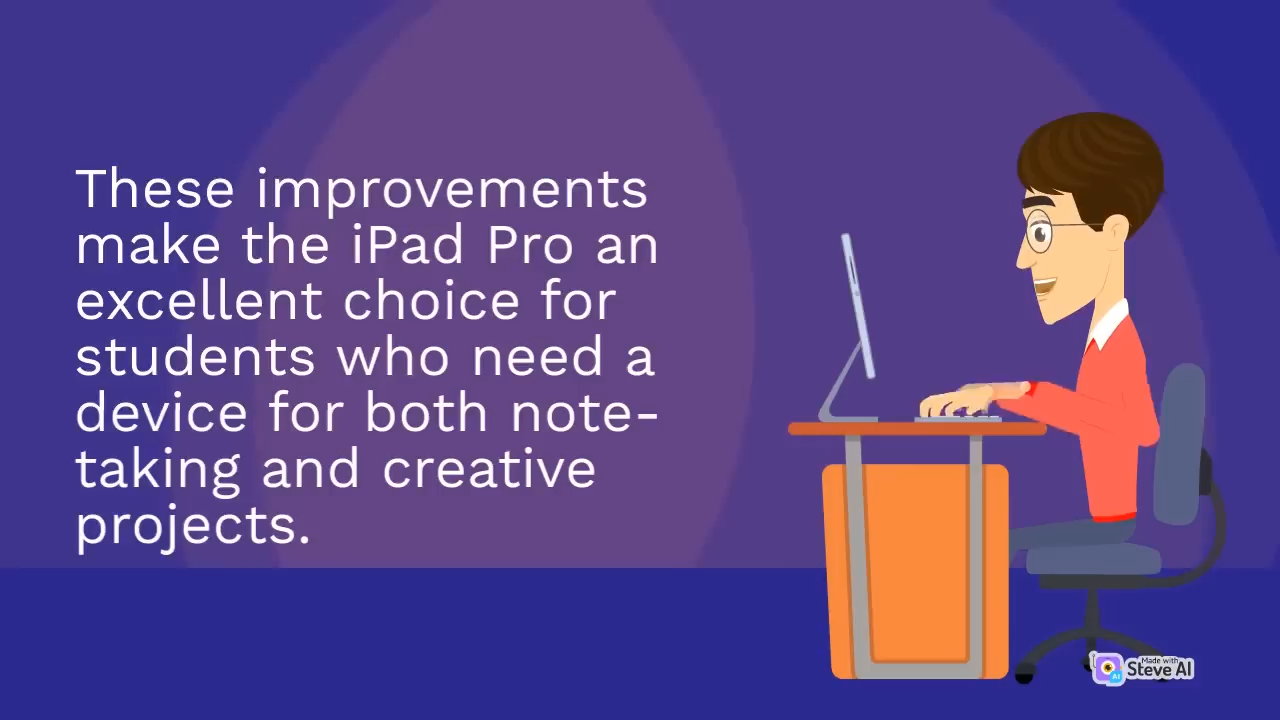 These improvements
make the iPad Pro an
excellent choice for
students who need a
device for both note-
taking and creative
projects.
Made with
Steve AI
AI